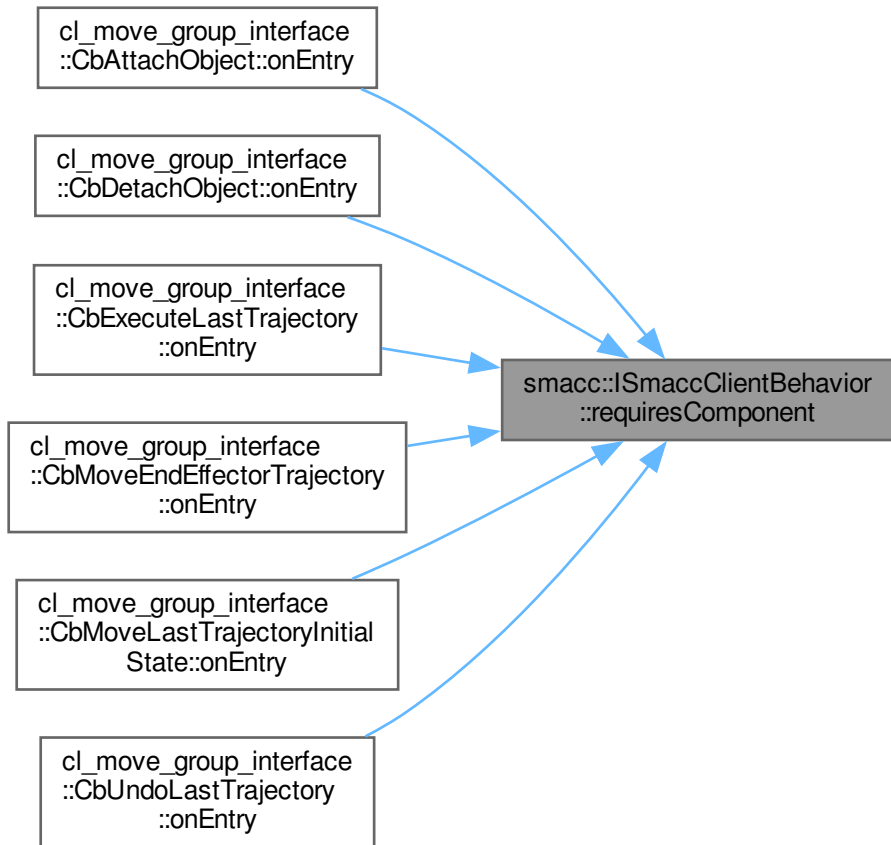 cl_move_group_interface
::CbAttachObject::onEntry
cl_move_group_interface
::CbDetachObject::onEntry
cl_move_group_interface
::CbExecuteLastTrajectory
::onEntry
smacc::ISmaccClientBehavior
::requiresComponent
cl_move_group_interface
::CbMoveEndEffectorTrajectory
::onEntry
cl_move_group_interface
::CbMoveLastTrajectoryInitial
State::onEntry
cl_move_group_interface
::CbUndoLastTrajectory
::onEntry